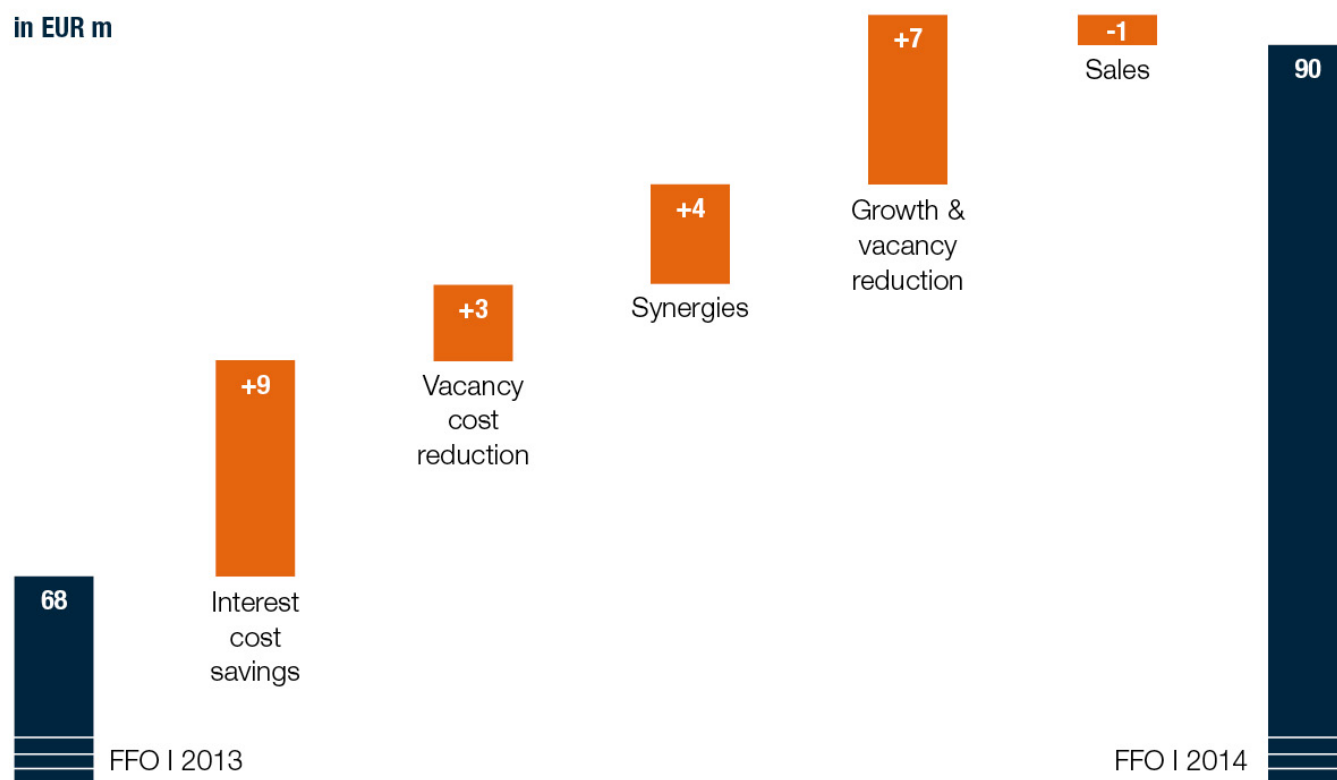 in EUR m
68
FFO I 2013
+9
Interest
cost
savings
+3
Vacancy
cost
reduction
+4
Synergies
+7
Growth &
vacancy
reduction
-1
Sales
90
FFO I 2014